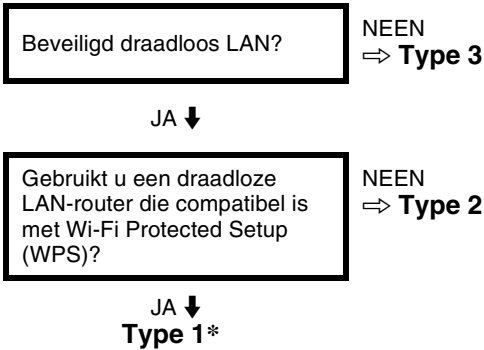 Beveiligd draadloos LAN?
NEEN
⇨ Type 3
JA ⬇
Gebruikt u een draadloze
LAN-router die compatibel is
met Wi-Fi Protected Setup
(WPS)?
NEEN
⇨ Type 2
JA ⬇
Type 1*